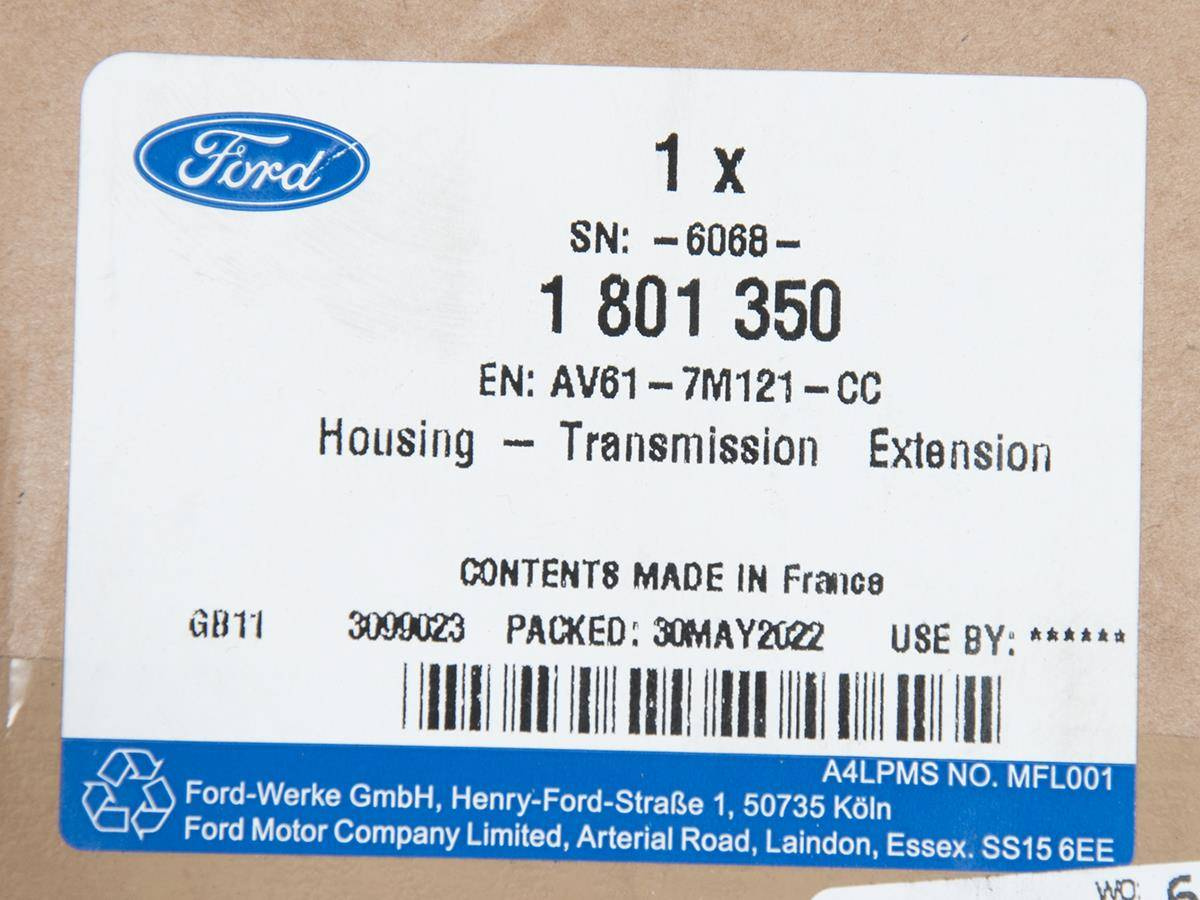 Ford
1 x
SN: -6068-
1 801 350
EN: AV61-7M121-CC
Housing - Transmission Extension
CONTENTS MADE IN France
GB11 3099023 PACKED: 30MAY2022 USE BY: ******
A4LPMS NO. MFL001
Ford-Werke GmbH, Henry-Ford-Straße 1, 50735 Köln
Ford Motor Company Limited, Arterial Road, Laindon, Essex. SS15 6EE
WO: